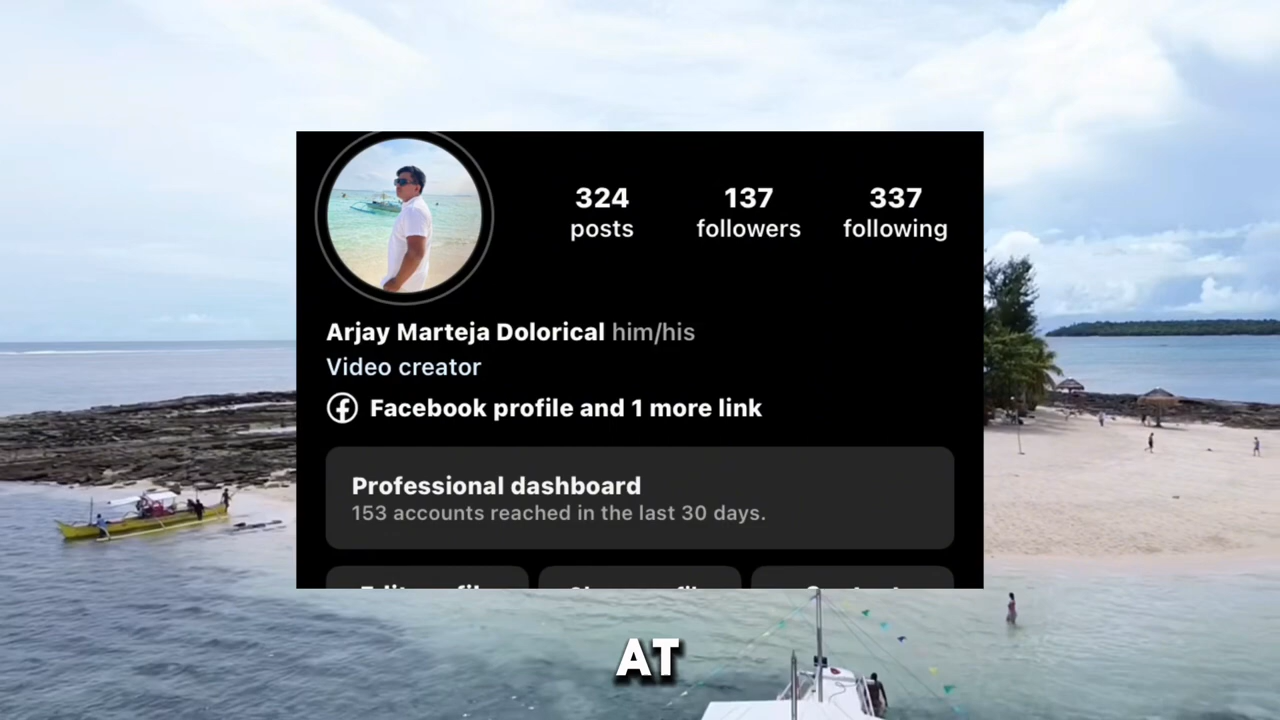 324 137 337
posts followers following
Arjay Marteja Dolorical him/his
Video creator
Facebook profile and 1 more link
Professional dashboard
153 accounts reached in the last 30 days.
AT